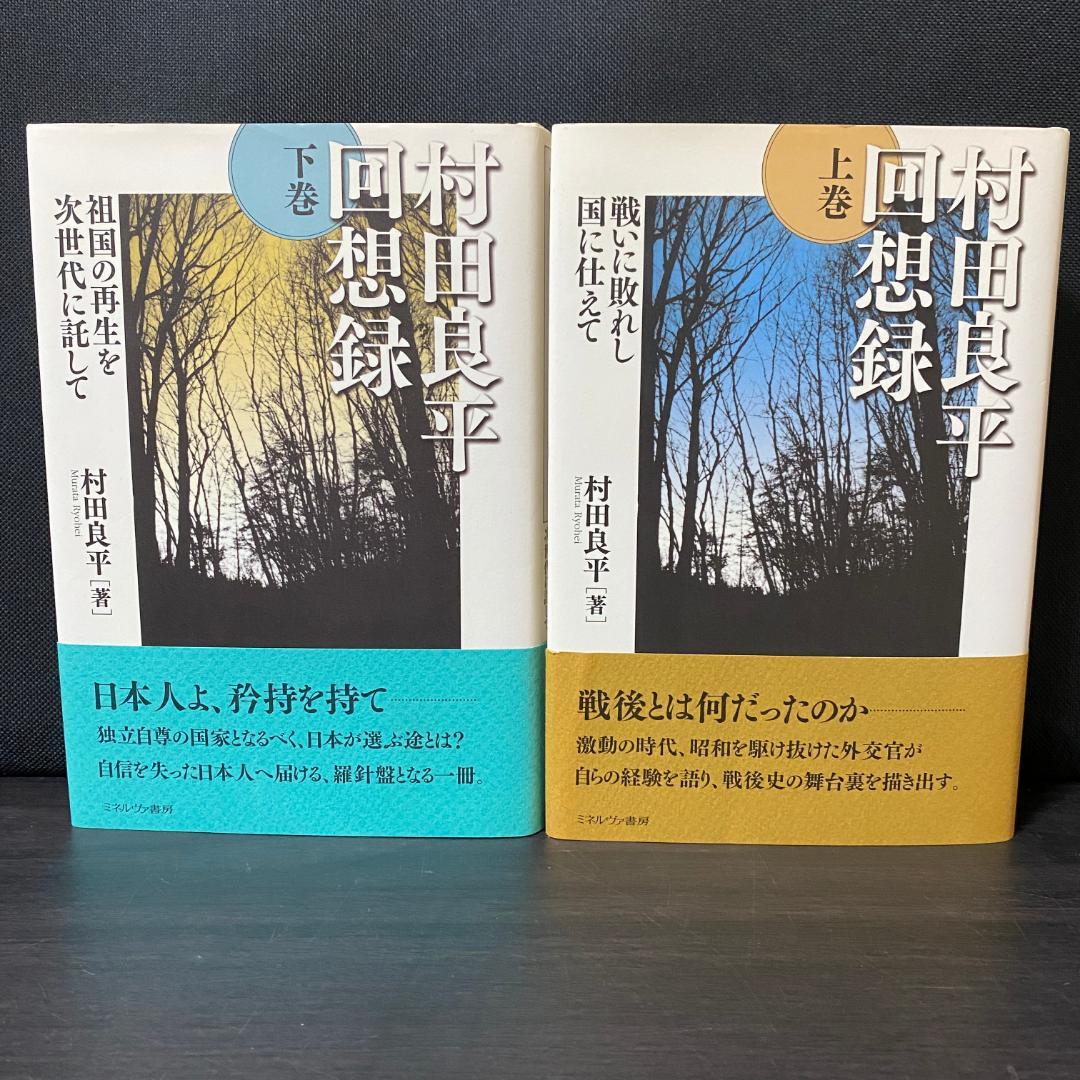 村田良平
回想録
下巻
祖国の再生を
次世代に託して
村田良平[著]
Murata Ryohei
日本人よ、矜持を持て
独立自尊の国家となるべく、日本が選ぶ途とは?
自信を失った日本人へ届ける、羅針盤となる一冊。
ミネルヴァ書房
村田良平
回想録
上巻
戦いに敗れし
国に仕えて
村田良平[著]
Murata Ryohei
戦後とは何だったのか
激動の時代、昭和を駆け抜けた外交官が
自らの経験を語り、戦後史の舞台裏を描き出す。
ミネルヴァ書房